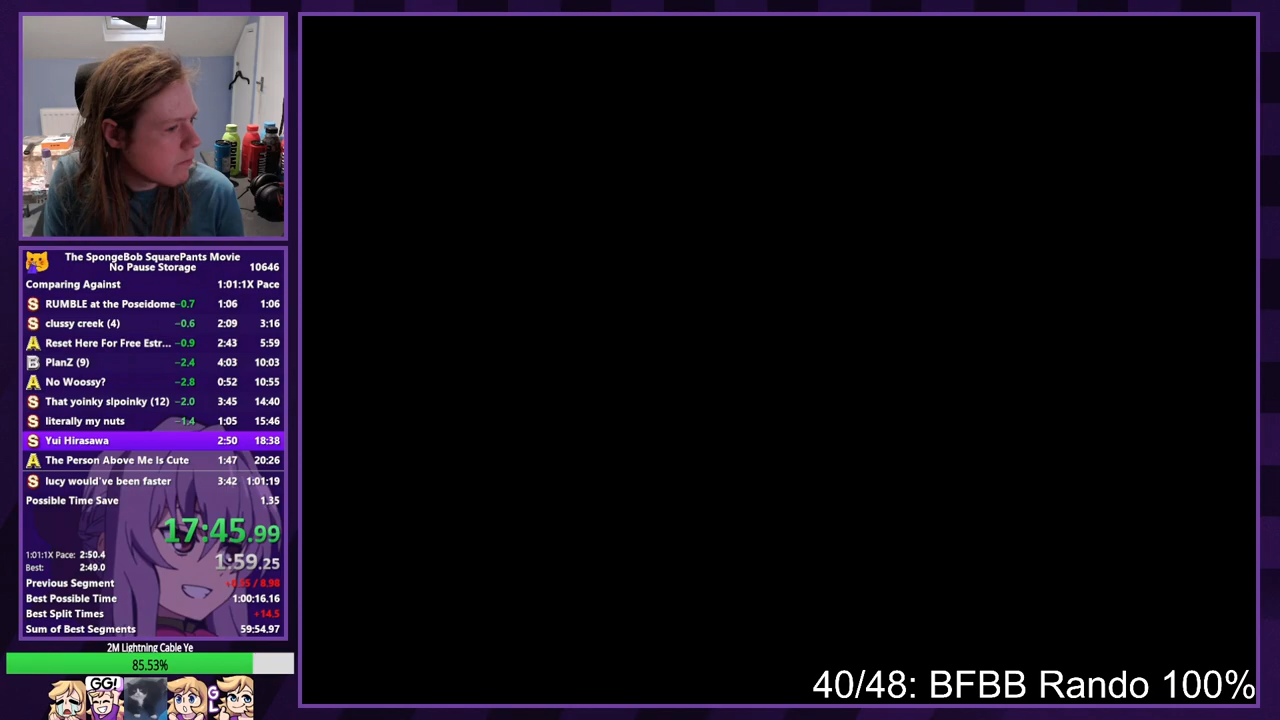 The SpongeBob SquarePants Movie
No Pause Storage 10646
Comparing Against 1:01:1X Pace
S RUMBLE at the Poseidome -0.7 1:06 1:06
S clussy creek (4) -0.6 2:09 3:16
A Reset Here For Free Estr... -0.9 2:43 5:59
B PlanZ (9) -2.4 4:03 10:03
A No Woossy? -2.8 0:52 10:55
S That yoinky slpoinky (12) -2.0 3:45 14:40
S literally my nuts -1.4 1:05 15:46
S Yui Hirasawa 2:50 18:38
A The Person Above Me Is Cute 1:47 20:26
S lucy would've been faster 3:42 1:01:19
Possible Time Save 1.35
17:45.99
1:01:1X Pace: 2:50.4
Best: 2:49.0
1:59.25
Previous Segment / 8.98
Best Possible Time 1:00:16.16
Best Split Times +14.5
Sum of Best Segments 59:54.97
2M Lightning Cable Ye
85.53%
GG!
GL
40/48: BFBB Rando 100%